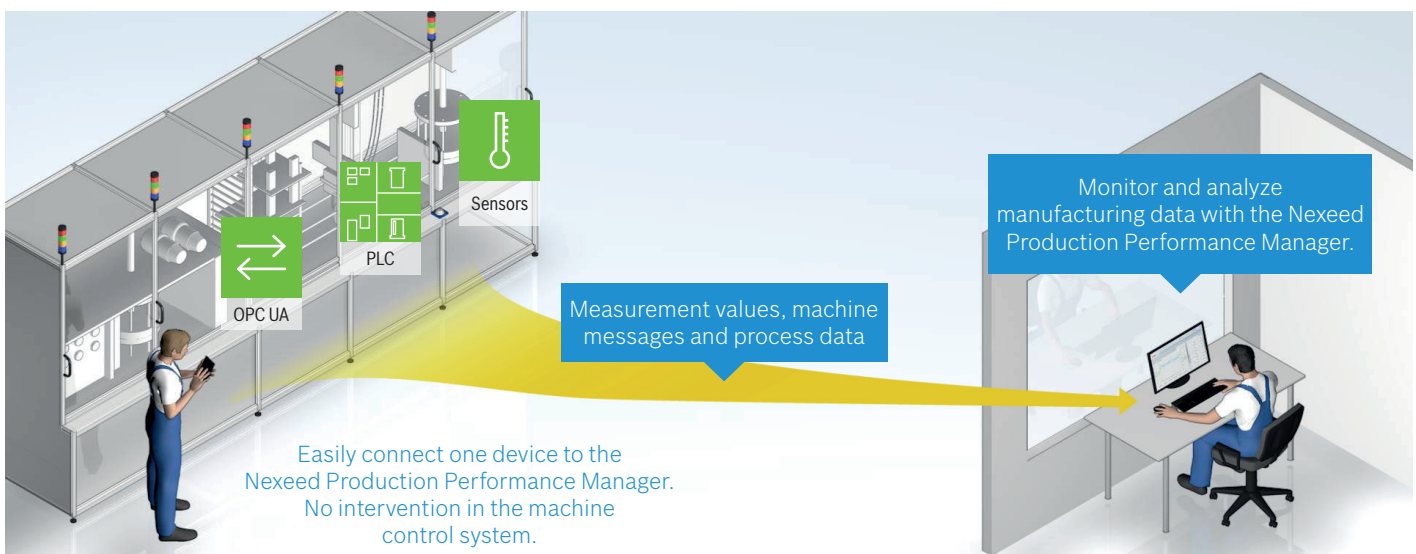 Sensors
PLC
OPC UA
Measurement values, machine
messages and process data
Monitor and analyze
manufacturing data with the Nexeed
Production Performance Manager.
Easily connect one device to the
Nexeed Production Performance Manager.
No intervention in the machine
control system.